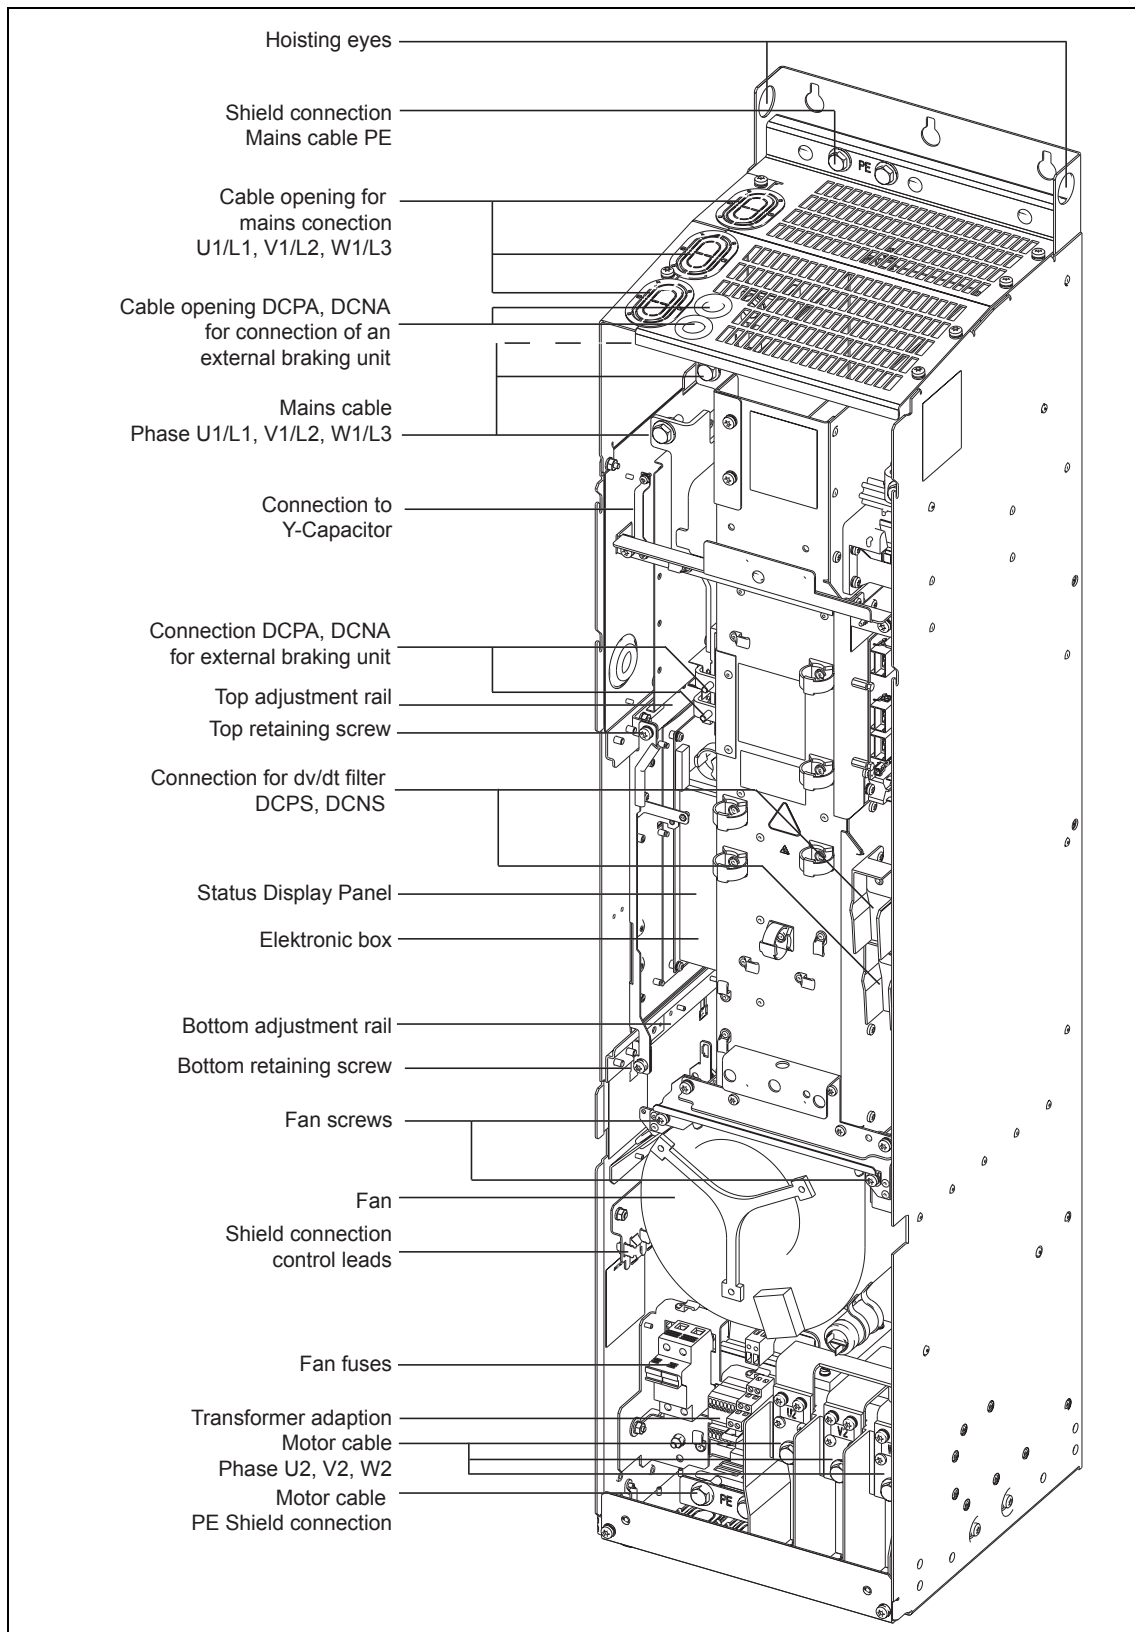 Hoisting eyes
Shield connection
Mains cable PE
Cable opening for
mains conection
U1/L1, V1/L2, W1/L3
Cable opening DCPA, DCNA
for connection of an
external braking unit
Mains cable
Phase U1/L1, V1/L2, W1/L3
Connection to
Y-Capacitor
Connection DCPA, DCNA
for external braking unit
Top adjustment rail
Top retaining screw
Connection for dv/dt filter
DCPS, DCNS
Status Display Panel
Elektronic box
Bottom adjustment rail
Bottom retaining screw
Fan screws
Fan
Shield connection
control leads
Fan fuses
Transformer adaption
Motor cable
Phase U2, V2, W2
Motor cable
PE Shield connection
PE
U2
V2
PE